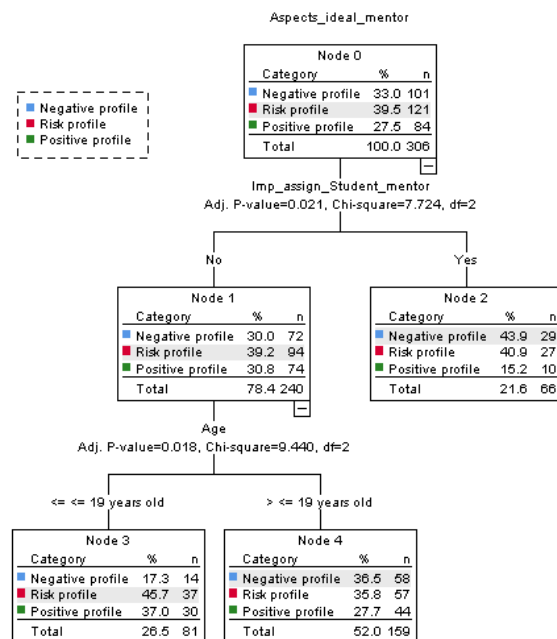 Aspects_ideal_mentor
Negative profile
Risk profile
Positive profile
Node 0
Category % n
Negative profile 33.0 101
Risk profile 39.5 121
Positive profile 27.5 84
Total 100.0 306
Imp_assign_Student_mentor
Adj. P-value=0.021, Chi-square=7.724, df=2
No
Yes
Node 1
Category % n
Negative profile 30.0 72
Risk profile 39.2 94
Positive profile 30.8 74
Total 78.4 240
Node 2
Category % n
Negative profile 43.9 29
Risk profile 40.9 27
Positive profile 15.2 10
Total 21.6 66
Age
Adj. P-value=0.018, Chi-square=9.440, df=2
<= <= 19 years old
> <= 19 years old
Node 3
Category % n
Negative profile 17.3 14
Risk profile 45.7 37
Positive profile 37.0 30
Total 26.5 81
Node 4
Category % n
Negative profile 36.5 58
Risk profile 35.8 57
Positive profile 27.7 44
Total 52.0 159